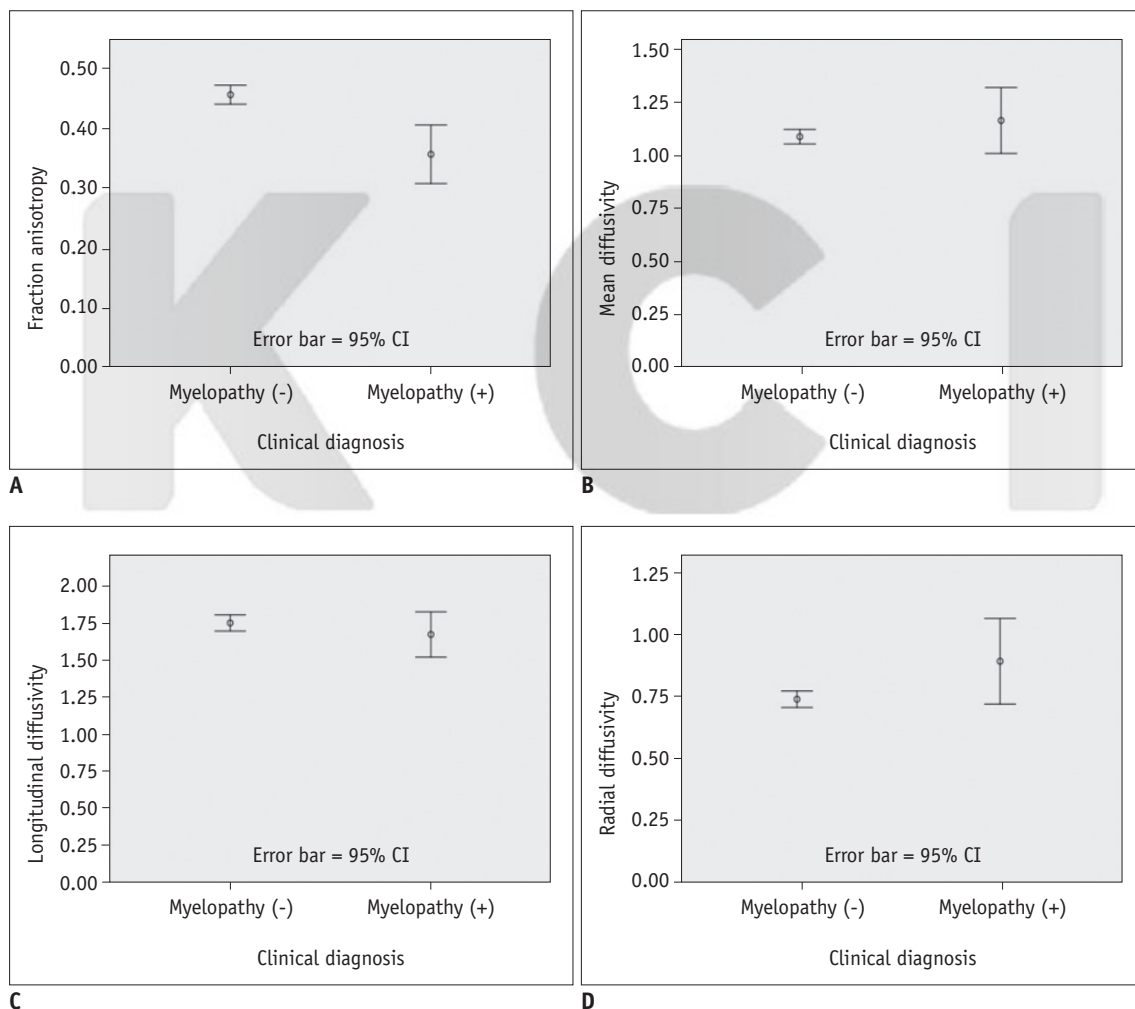 0.50
0.40
0.30
0.20
0.10
0.00
Fraction anisotropy
Error bar = 95% CI
Myelopathy (-) Myelopathy (+)
Clinical diagnosis
A
1.50
1.25
1.00
0.75
0.50
0.25
0.00
Mean diffusivity
Error bar = 95% CI
Myelopathy (-) Myelopathy (+)
Clinical diagnosis
B
2.00
1.75
1.50
1.25
1.00
0.75
0.50
0.25
0.00
Longitudinal diffusivity
Error bar = 95% CI
Myelopathy (-) Myelopathy (+)
Clinical diagnosis
C
1.25
1.00
0.75
0.50
0.25
0.00
Radial diffusivity
Error bar = 95% CI
Myelopathy (-) Myelopathy (+)
Clinical diagnosis
D
KCI